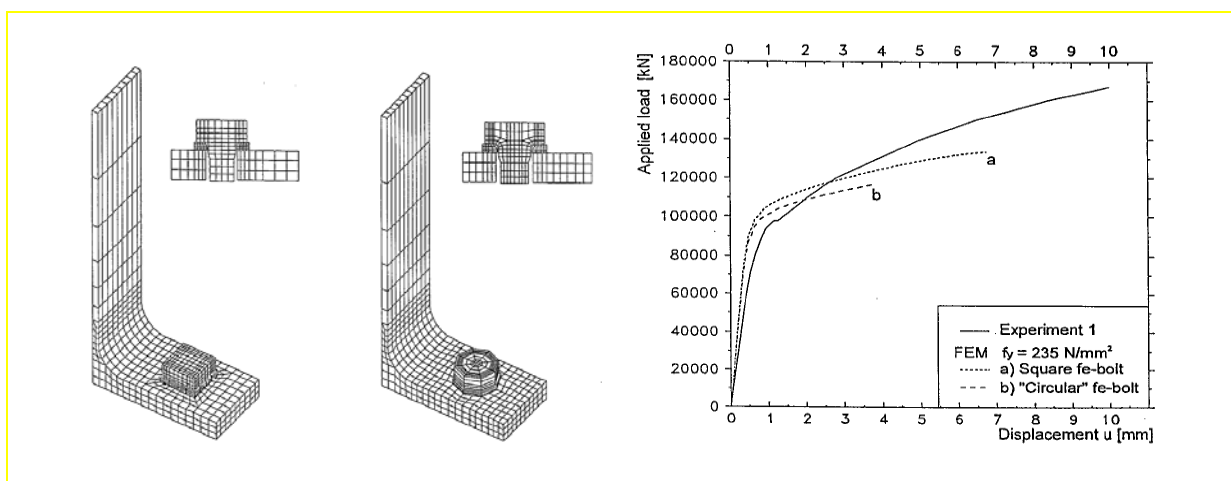 0 1 2 3 4 5 6 7 8 9 10
180000
160000
140000
120000
100000
80000
60000
40000
20000
0
Applied load [kN]
a
b
Experiment 1
FEM fy = 235 N/mm²
a) Square fe-bolt
b) "Circular" fe-bolt
0 1 2 3 4 5 6 7 8 9 10
Displacement u [mm]